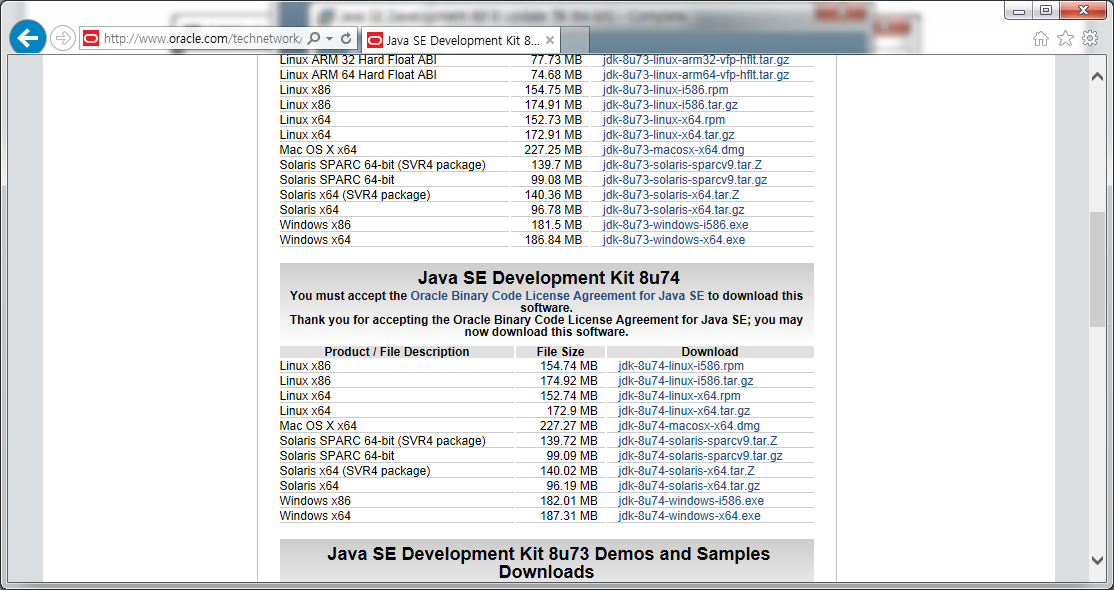 http://www.oracle.com/technetwork/
Java SE Development Kit 8...
Linux ARM 32 Hard Float ABI 77.73 MB jdk-8u73-linux-arm32-vfp-hflt.tar.gz
Linux ARM 64 Hard Float ABI 74.68 MB jdk-8u73-linux-arm64-vfp-hflt.tar.gz
Linux x86 154.75 MB jdk-8u73-linux-i586.rpm
Linux x86 174.91 MB jdk-8u73-linux-i586.tar.gz
Linux x64 152.73 MB jdk-8u73-linux-x64.rpm
Linux x64 172.91 MB jdk-8u73-linux-x64.tar.gz
Mac OS X x64 227.25 MB jdk-8u73-macosx-x64.dmg
Solaris SPARC 64-bit (SVR4 package) 139.7 MB jdk-8u73-solaris-sparcv9.tar.Z
Solaris SPARC 64-bit 99.08 MB jdk-8u73-solaris-sparcv9.tar.gz
Solaris x64 (SVR4 package) 140.36 MB jdk-8u73-solaris-x64.tar.Z
Solaris x64 96.78 MB jdk-8u73-solaris-x64.tar.gz
Windows x86 181.5 MB jdk-8u73-windows-i586.exe
Windows x64 186.84 MB jdk-8u73-windows-x64.exe
Java SE Development Kit 8u74
You must accept the Oracle Binary Code License Agreement for Java SE to download this
software.
Thank you for accepting the Oracle Binary Code License Agreement for Java SE; you may
now download this software.
Product / File Description File Size Download
Linux x86 154.74 MB jdk-8u74-linux-i586.rpm
Linux x86 174.92 MB jdk-8u74-linux-i586.tar.gz
Linux x64 152.74 MB jdk-8u74-linux-x64.rpm
Linux x64 172.9 MB jdk-8u74-linux-x64.tar.gz
Mac OS X x64 227.27 MB jdk-8u74-macosx-x64.dmg
Solaris SPARC 64-bit (SVR4 package) 139.72 MB jdk-8u74-solaris-sparcv9.tar.Z
Solaris SPARC 64-bit 99.09 MB jdk-8u74-solaris-sparcv9.tar.gz
Solaris x64 (SVR4 package) 140.02 MB jdk-8u74-solaris-x64.tar.Z
Solaris x64 96.19 MB jdk-8u74-solaris-x64.tar.gz
Windows x86 182.01 MB jdk-8u74-windows-i586.exe
Windows x64 187.31 MB jdk-8u74-windows-x64.exe
Java SE Development Kit 8u73 Demos and Samples
Downloads